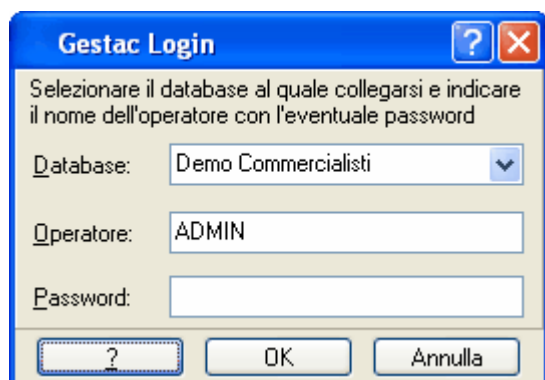 Gestac Login
Selezionare il database al quale collegarsi e indicare
il nome dell'operatore con l'eventuale password
Database: Demo Commercialisti
Operatore: ADMIN
Password:
? OK Annulla